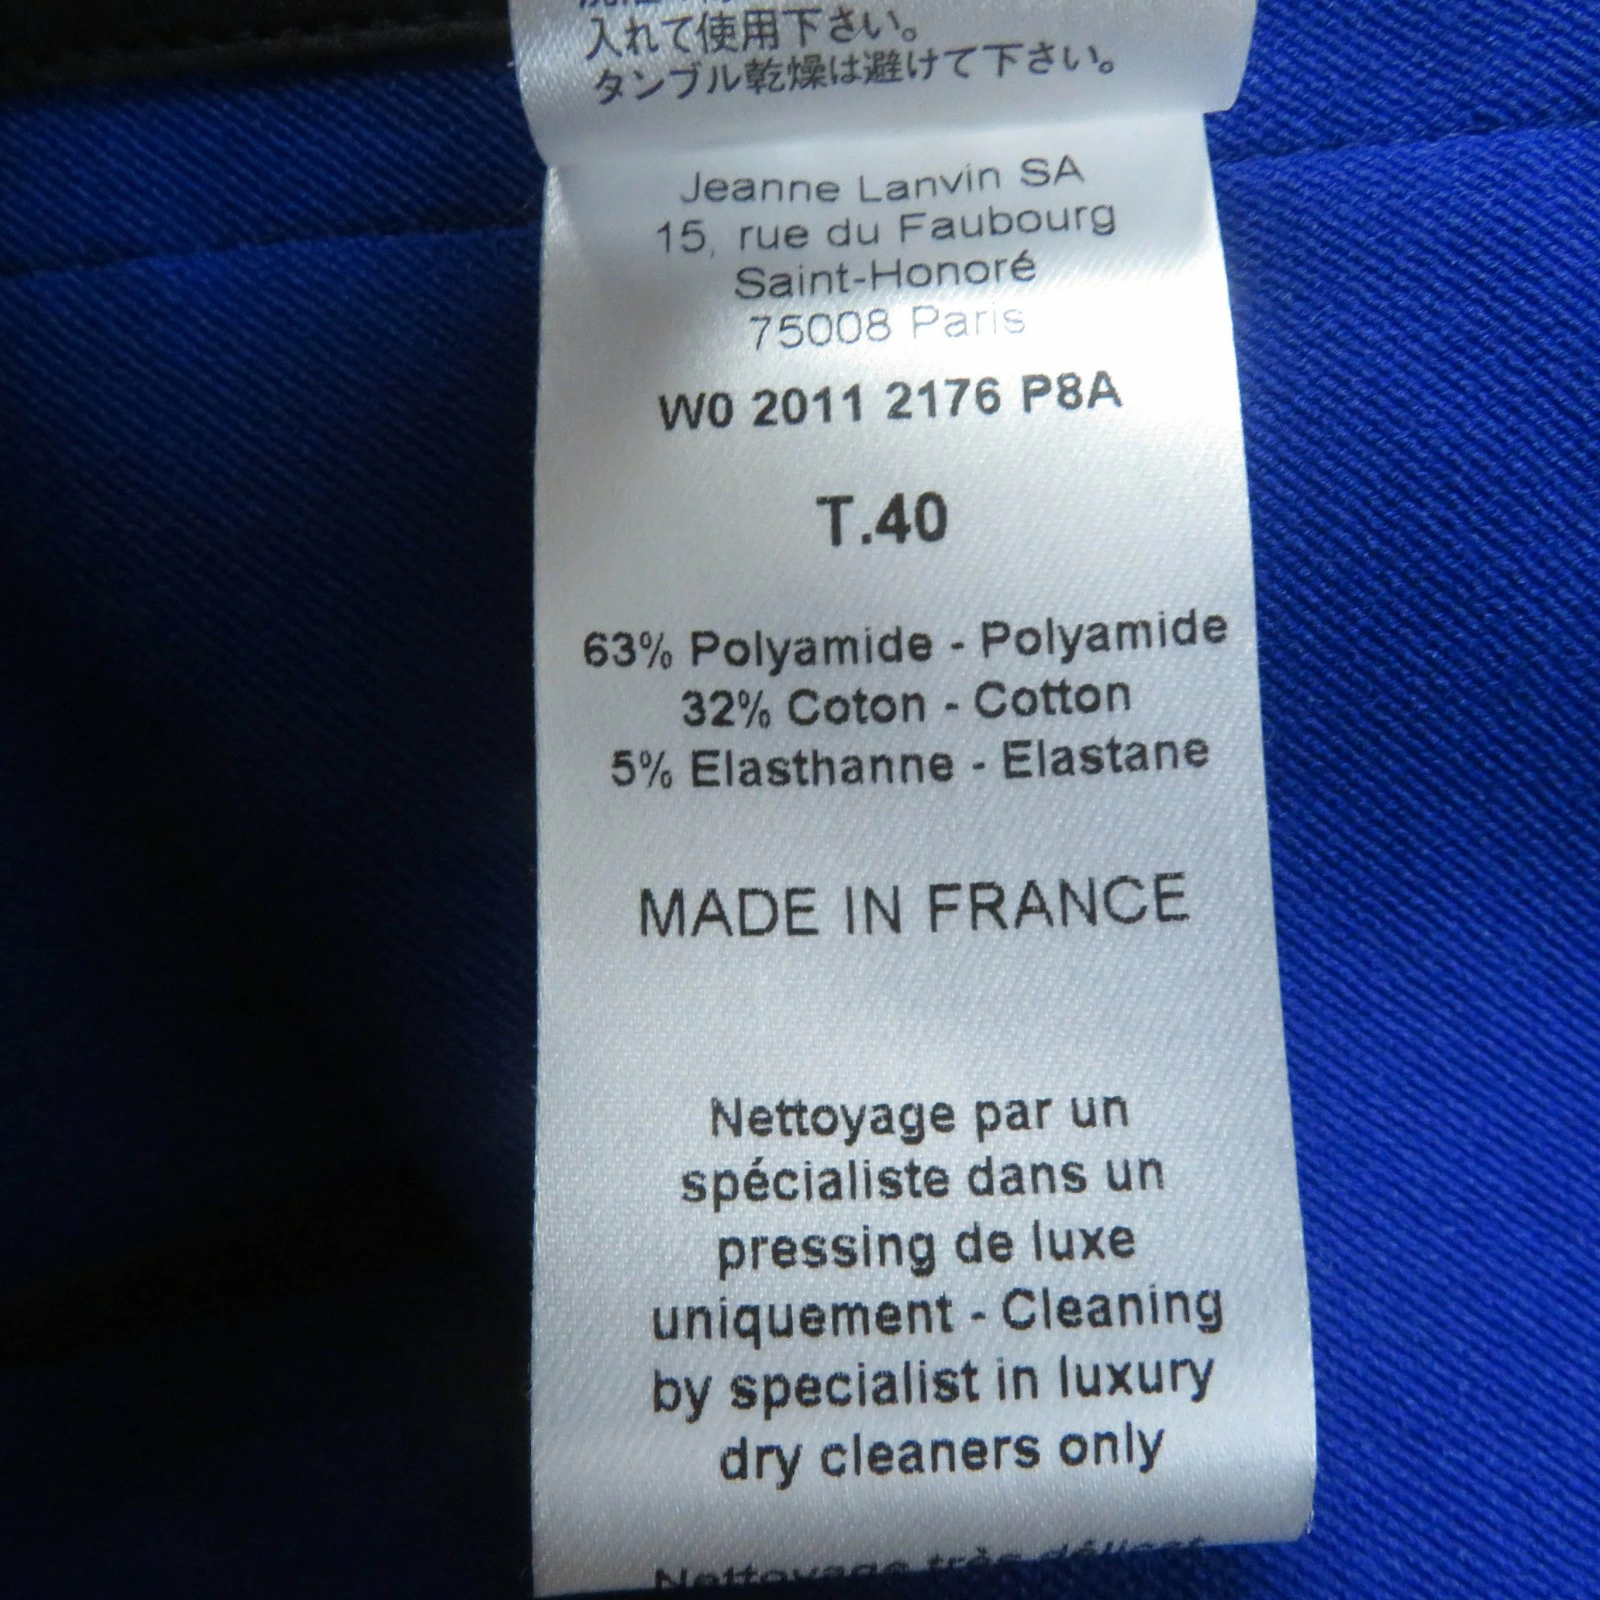 入れて使用下さい。
タンブル乾燥は避けて下さい。
Jeanne Lanvin SA
15, rue du Faubourg
Saint-Honoré
75008 Paris
W0 2011 2176 P8A
T.40
63% Polyamide - Polyamide
32% Coton - Cotton
5% Elasthanne - Elastane
MADE IN FRANCE
Nettoyage par un
spécialiste dans un
pressing de luxe
uniquement - Cleaning
by specialist in luxury
dry cleaners only
Nettoyage très délicat